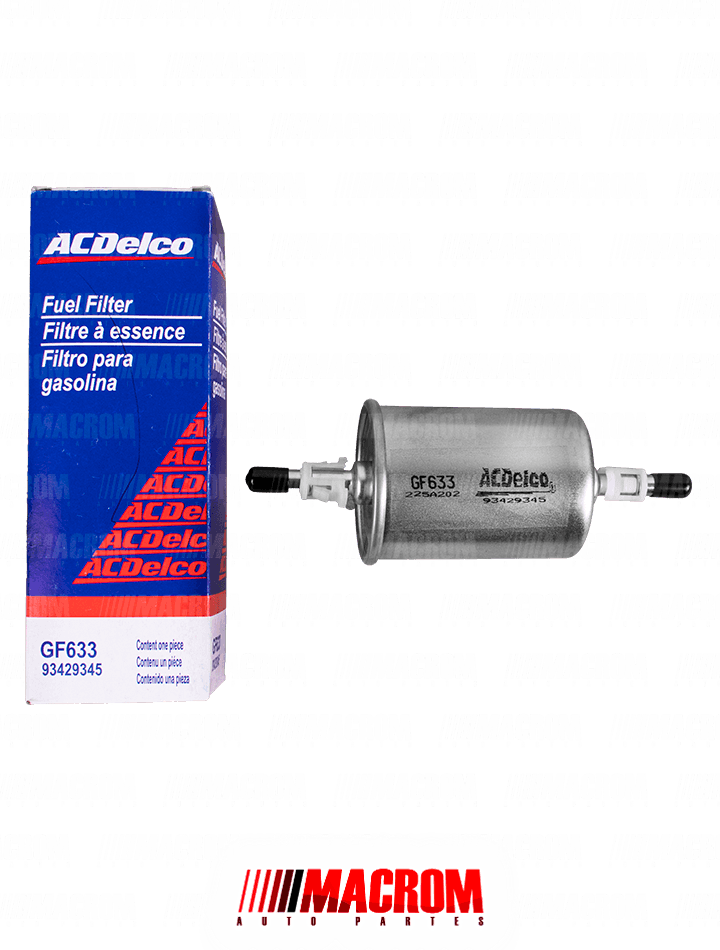 ACDelco
Fuel Filter
Filtre à essence
Filtro para
gasolina
ACDelco
ACDelco
GF633
93429345
Content one piece
Contenu un pièce
Contenido una pieza
GF633
225A202
ACDelco
93429345
MACROM
AUTO PARTES